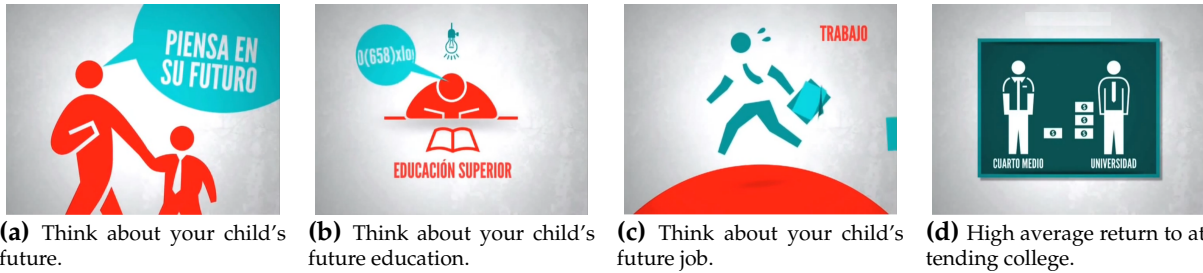 PIENSA EN
SU FUTURO
0(658)xlo
EDUCACIÓN SUPERIOR
TRABAJO
$
$
$
$
CUARTO MEDIO
UNIVERSIDAD
(a) Think about your child's
future.
(b) Think about your child's
future education.
(c) Think about your child's
future job.
(d) High average return to at
tending college.